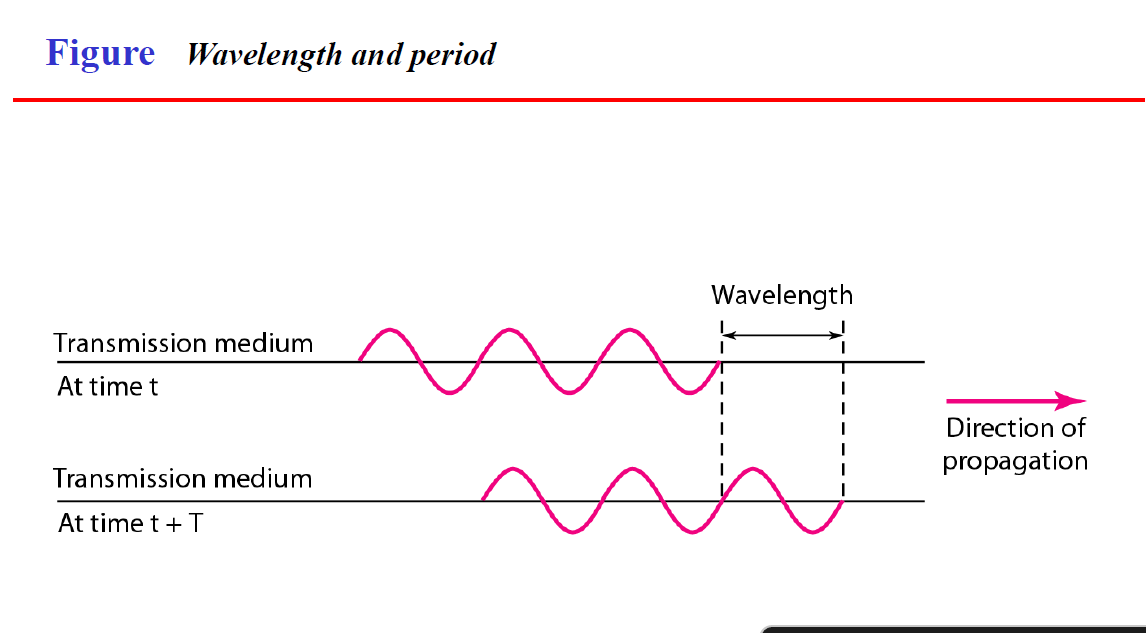 Figure Wavelength and period
Wavelength
Transmission medium
At time t
Direction of
propagation
Transmission medium
At time t + T